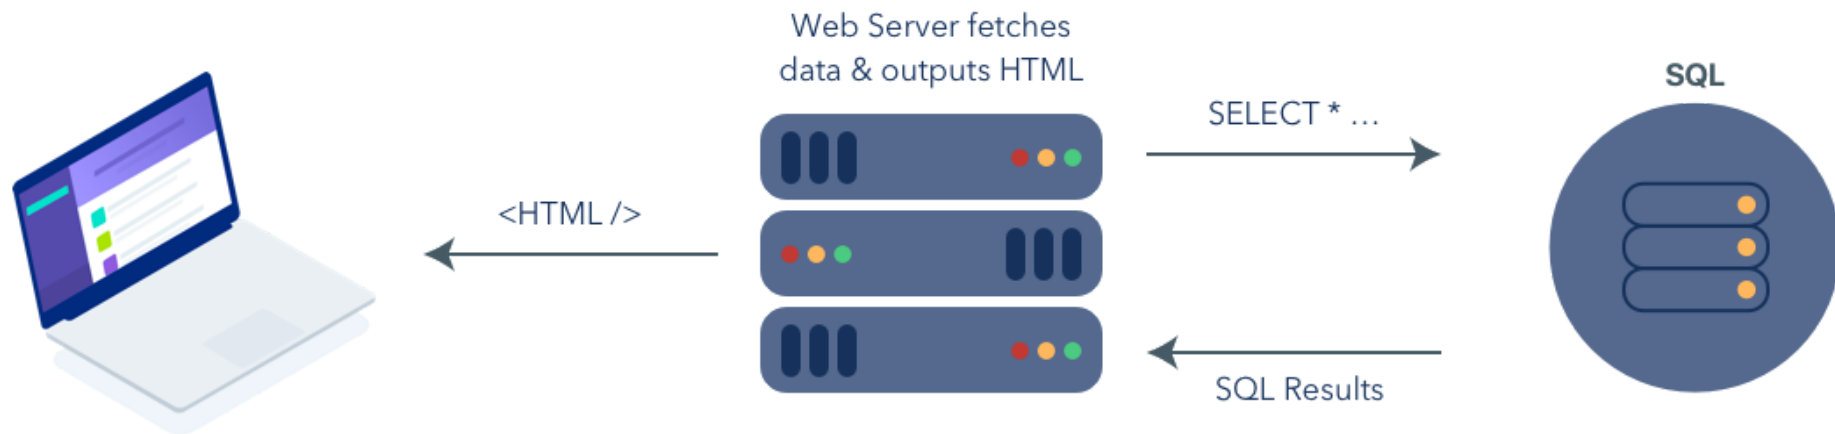 Web Server fetches
data & outputs HTML
SQL
SELECT * ...
<HTML />
SQL Results